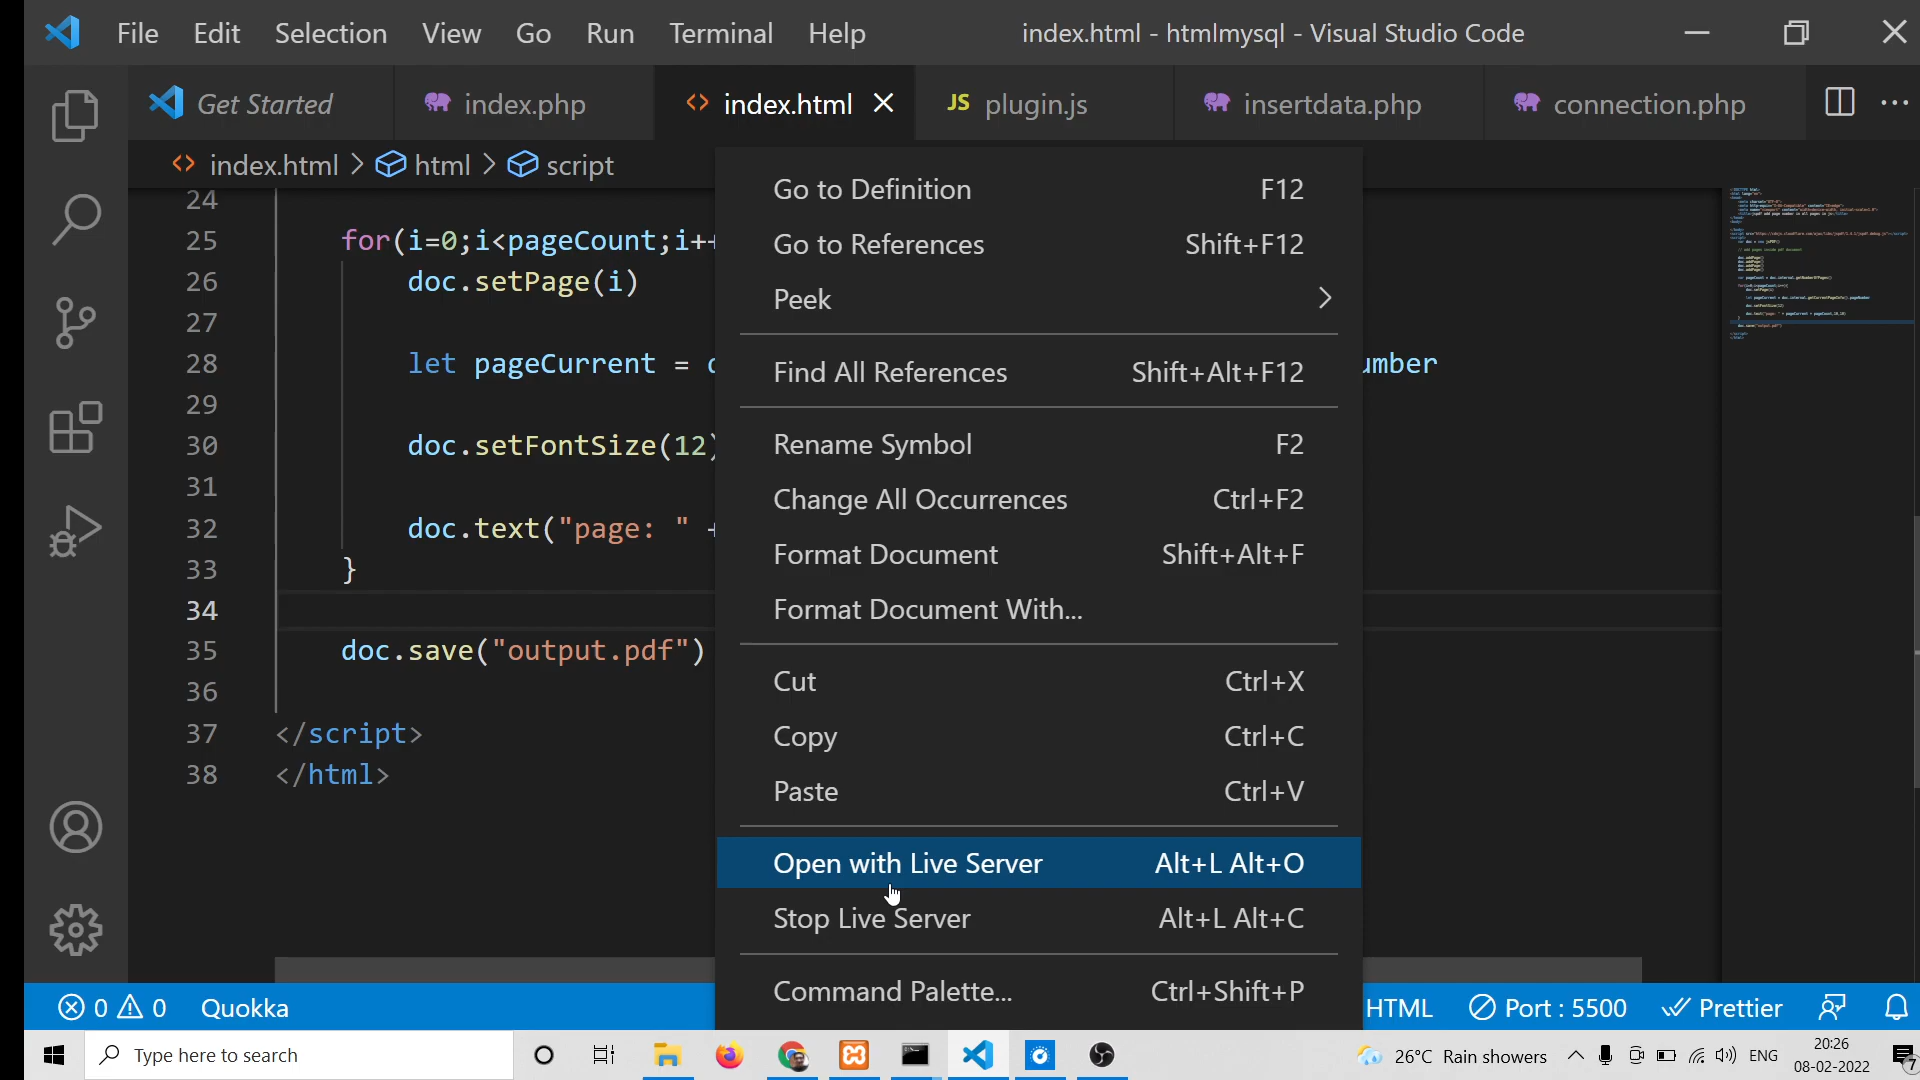 File Edit Selection View Go Run Terminal Help index.html - htmlmysql - Visual Studio Code
Get Started index.php index.html JS plugin.js insertdata.php connection.php
index.html > html > script
24
25 for(i=0;i<pageCount;i++
26 doc.setPage(i)
27
28 let pageCurrent = umber
29
30 doc.setFontSize(12)
31
32 doc.text("page: " +
33 }
34
35 doc.save("output.pdf")
36
37 </script>
38 </html>
Go to Definition F12
Go to References Shift+F12
Peek
Find All References Shift+Alt+F12
Rename Symbol F2
Change All Occurrences Ctrl+F2
Format Document Shift+Alt+F
Format Document With...
Cut Ctrl+X
Copy Ctrl+C
Paste Ctrl+V
Open with Live Server Alt+L Alt+O
Stop Live Server Alt+L Alt+C
Command Palette... Ctrl+Shift+P
0 0 Quokka HTML Port : 5500 Prettier
Type here to search 26°C Rain showers ENG 20:26
08-02-2022 7